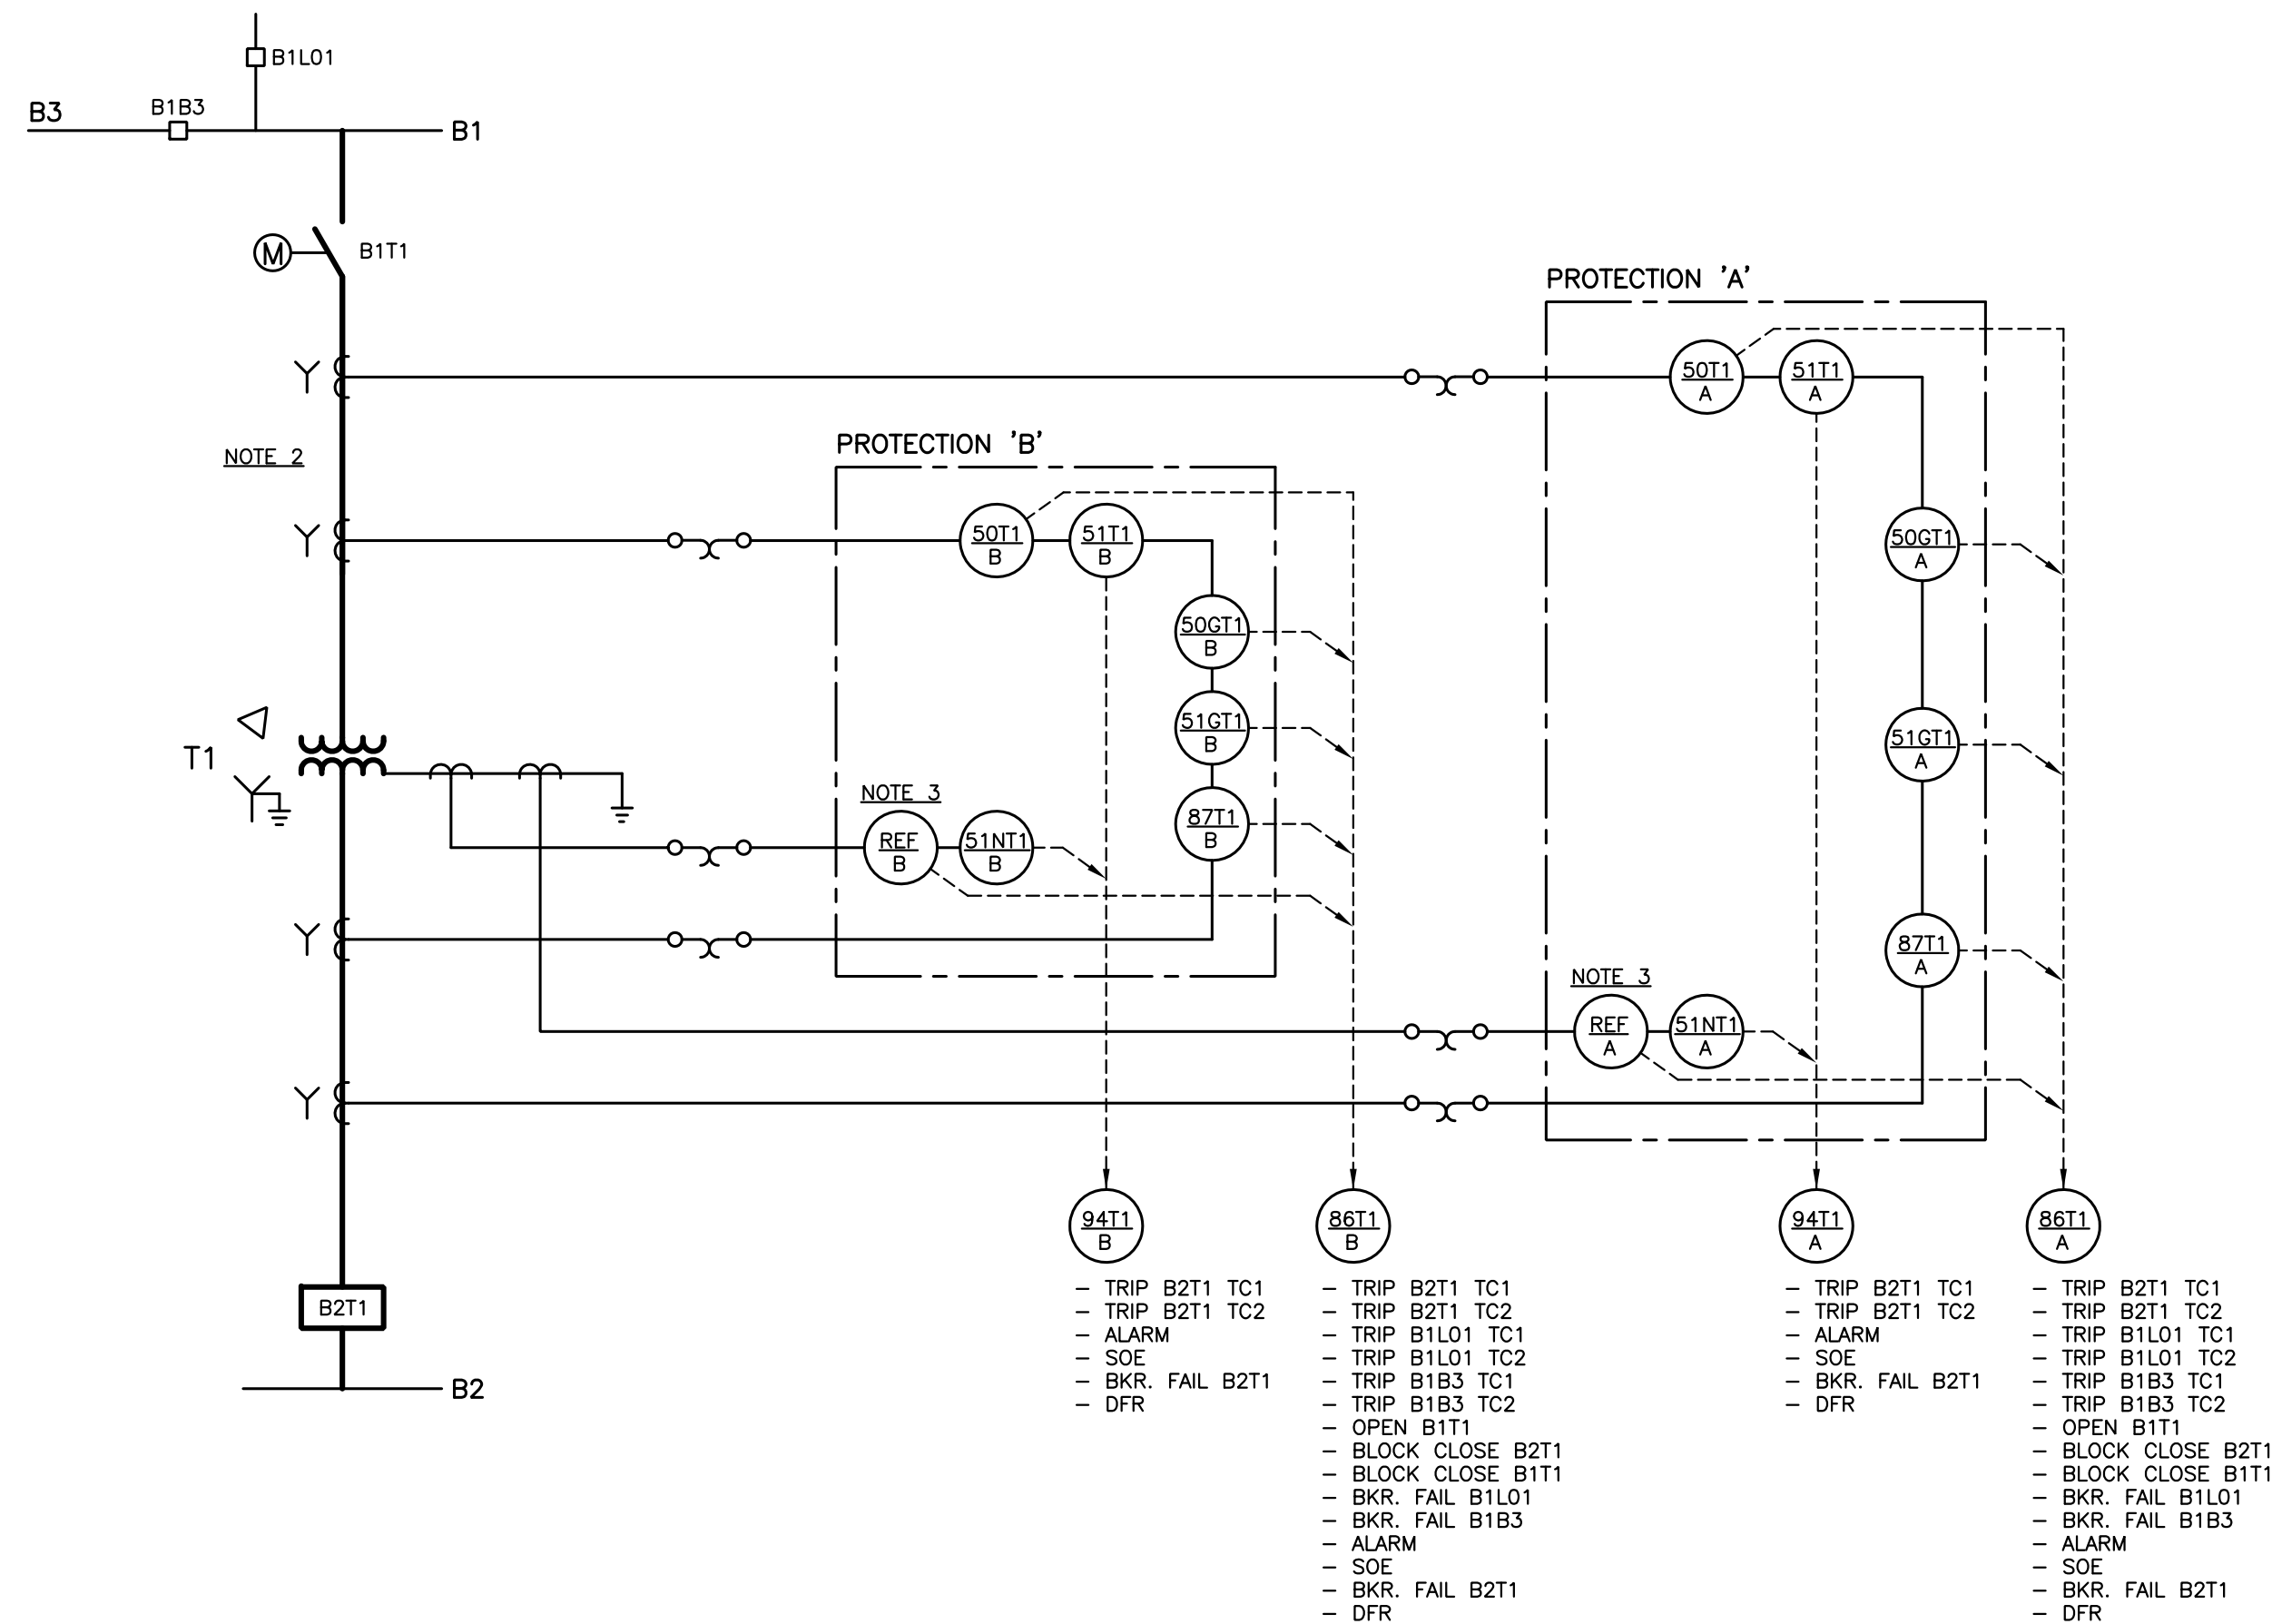 B1L01
B3
B1B3
B1
M
B1T1
PROTECTION 'A'
50T1
A
51T1
A
NOTE 2
PROTECTION 'B'
50T1
B
51T1
B
50GT1
A
50GT1
B
51GT1
B
51GT1
A
T1
NOTE 3
87T1
B
REF
B
51NT1
B
87T1
A
NOTE 3
REF
A
51NT1
A
94T1
B
86T1
B
94T1
A
86T1
A
B2T1
B2
- TRIP B2T1 TC1
- TRIP B2T1 TC2
- ALARM
- SOE
- BKR. FAIL B2T1
- DFR
- TRIP B2T1 TC1
- TRIP B2T1 TC2
- TRIP B1L01 TC1
- TRIP B1L01 TC2
- TRIP B1B3 TC1
- TRIP B1B3 TC2
- OPEN B1T1
- BLOCK CLOSE B2T1
- BLOCK CLOSE B1T1
- BKR. FAIL B1L01
- BKR. FAIL B1B3
- ALARM
- SOE
- BKR. FAIL B2T1
- DFR
- TRIP B2T1 TC1
- TRIP B2T1 TC2
- ALARM
- SOE
- BKR. FAIL B2T1
- DFR
- TRIP B2T1 TC1
- TRIP B2T1 TC2
- TRIP B1L01 TC1
- TRIP B1L01 TC2
- TRIP B1B3 TC1
- TRIP B1B3 TC2
- OPEN B1T1
- BLOCK CLOSE B2T1
- BLOCK CLOSE B1T1
- BKR. FAIL B1L01
- BKR. FAIL B1B3
- ALARM
- SOE
- BKR. FAIL B2T1
- DFR